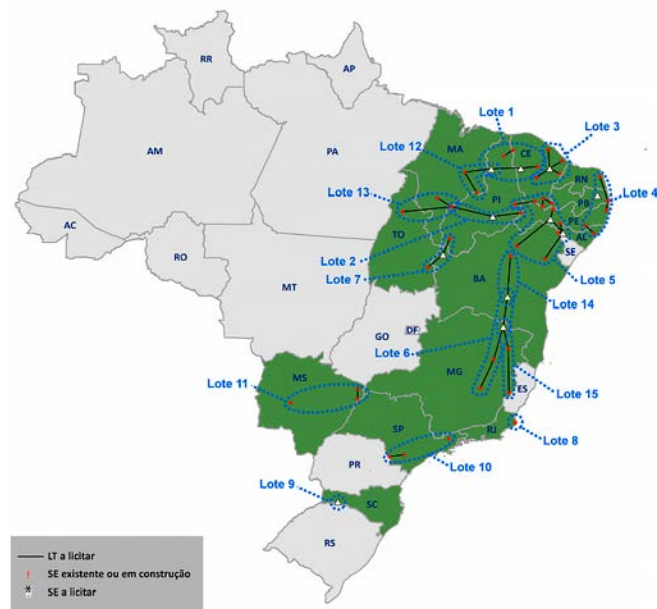 RR
AP
Lote 1
Lote 3
AM
PA
MA
CE
Lote 12
RN
Lote 13
PI
PB
Lote 4
PE
AC
TO
AL
RO
Lote 2
SE
Lote 7
BA
Lote 5
MT
Lote 14
GO
DF
Lote 6
MS
MG
Lote 11
ES
Lote 15
SP
RJ
Lote 8
PR
Lote 10
Lote 9
SC
RS
LT a licitar
SE existente ou em construção
SE a licitar